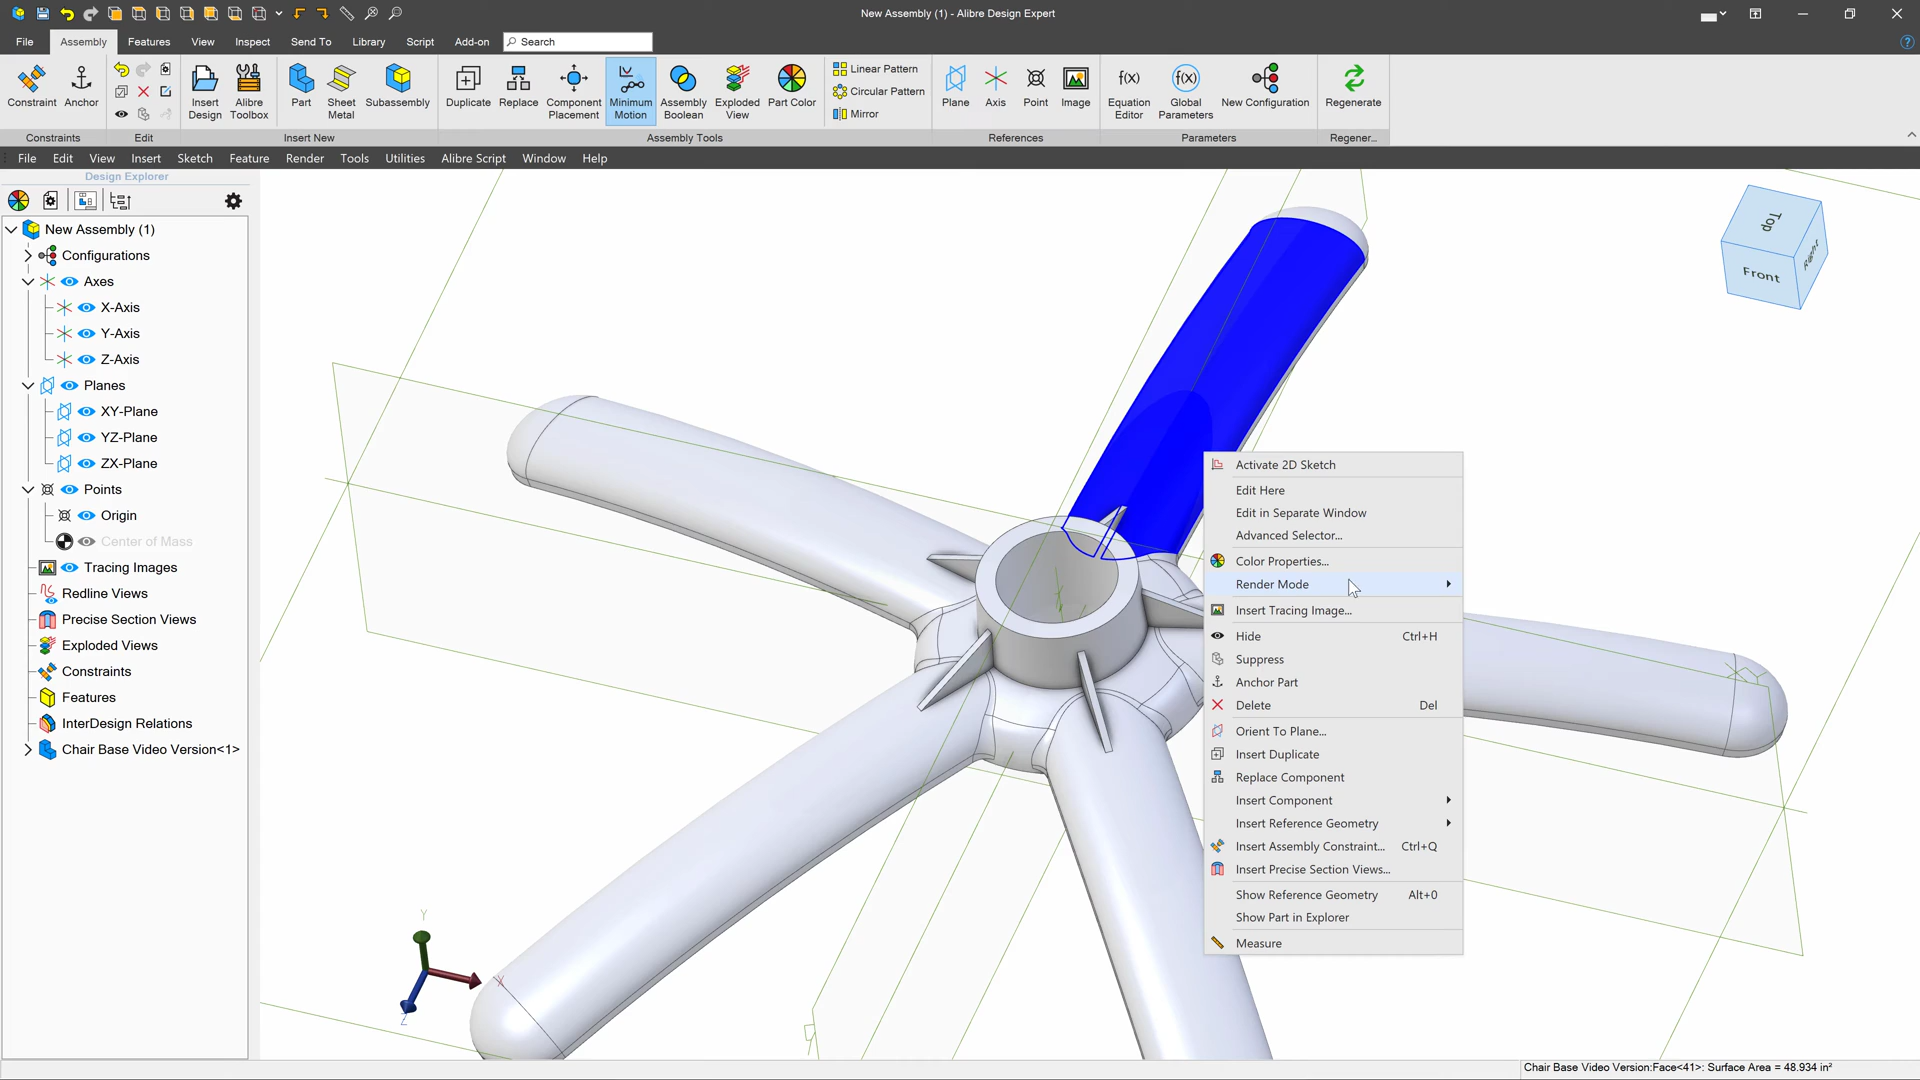 New Assembly (1) - Alibre Design Expert
File Assembly Features View Inspect Send To Library Script Add-on Search
Constraint Anchor
Constraints
Edit
Insert Design
Alibre Toolbox
Part
Sheet Metal
Subassembly
Insert New
Duplicate
Replace
Component Placement
Minimum Motion
Assembly Boolean
Exploded View
Part Color
Linear Pattern
Circular Pattern
Mirror
Assembly Tools
Plane
Axis
Point
Image
References
f(x)
Equation Editor
f(x)
Global Parameters
New Configuration
Parameters
Regenerate
Regener...
File Edit View Insert Sketch Feature Render Tools Utilities Alibre Script Window Help
Design Explorer
New Assembly (1)
Configurations
Axes
X-Axis
Y-Axis
Z-Axis
Planes
XY-Plane
YZ-Plane
ZX-Plane
Points
Origin
Center of Mass
Tracing Images
Redline Views
Precise Section Views
Exploded Views
Constraints
Features
InterDesign Relations
Chair Base Video Version<1>
Top
Front
Right
Activate 2D Sketch
Edit Here
Edit in Separate Window
Advanced Selector...
Color Properties...
Render Mode
Insert Tracing Image...
Hide Ctrl+H
Suppress
Anchor Part
Delete Del
Orient To Plane...
Insert Duplicate
Replace Component
Insert Component
Insert Reference Geometry
Insert Assembly Constraint... Ctrl+Q
Insert Precise Section Views...
Show Reference Geometry Alt+0
Show Part in Explorer
Measure
Y
X
Z
Chair Base Video Version:Face<41>: Surface Area = 48.934 in²